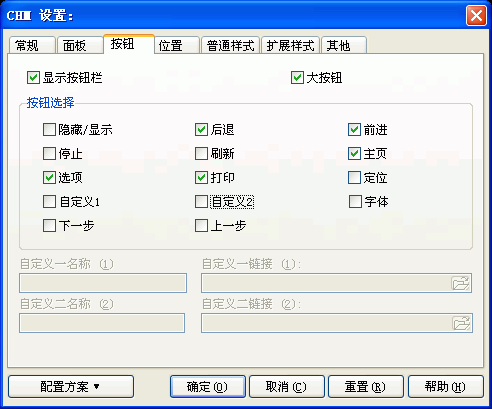 CHM 设置:
常规 面板 按钮 位置 普通样式 扩展样式 其他
显示按钮栏 大按钮
按钮选择
隐藏/显示 后退 前进
停止 刷新 主页
选项 打印 定位
自定义1 自定义2 字体
下一步 上一步
自定义一名称 (1) 自定义一链接 (1):
自定义二名称 (2) 自定义二链接 (2):
配置方案 ▼ 确定(O) 取消(C) 重置(R) 帮助(H)